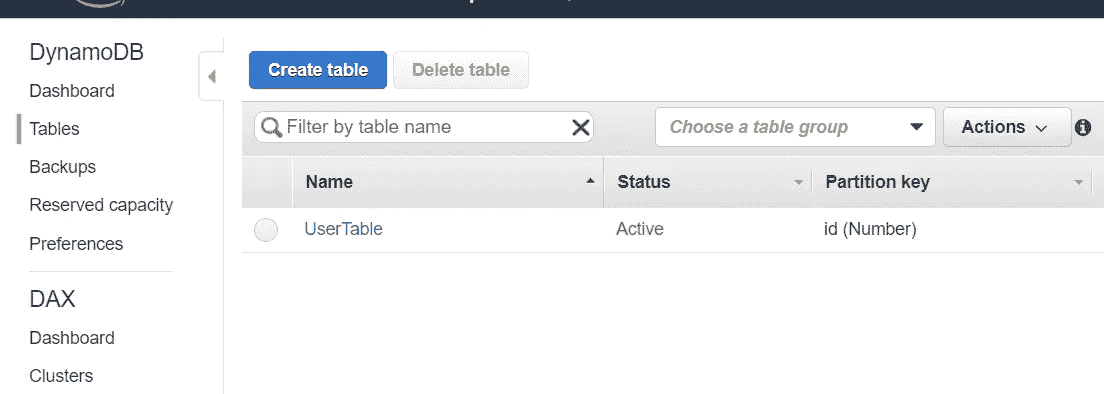 DynamoDB
Dashboard
Tables
Backups
Reserved capacity
Preferences
DAX
Dashboard
Clusters
Create table
Delete table
Filter by table name
Choose a table group
Actions
Name
Status
Partition key
UserTable
Active
id (Number)